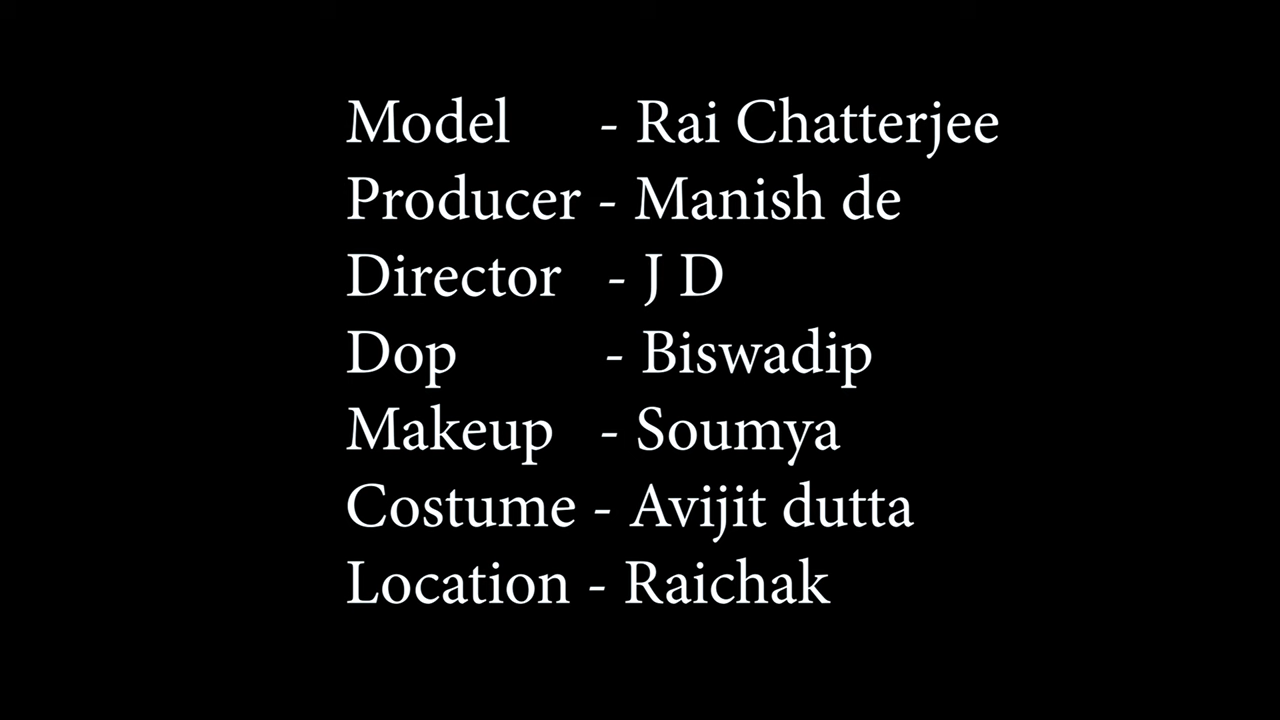 Model - Rai Chatterjee
Producer - Manish de
Director - J D
Dop - Biswadip
Makeup - Soumya
Costume - Avijit dutta
Location - Raichak